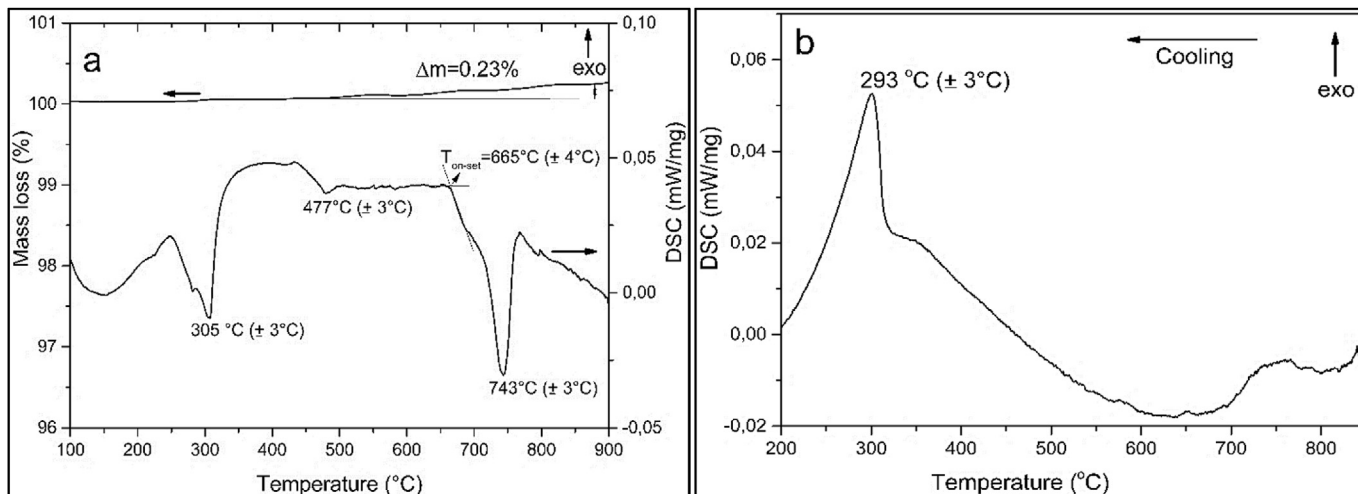 a
exo
Δm=0.23%
Ton-set=665°C (± 4°C)
477°C (± 3°C)
305 °C (± 3°C)
743°C (± 3°C)
Mass loss (%)
101
100
99
98
97
96
DSC (mW/mg)
0,10
0,05
0,00
-0,05
100 200 300 400 500 600 700 800 900
Temperature (°C)
b
293 °C (± 3°C)
Cooling
exo
DSC (mW/mg)
0,06
0,04
0,02
0,00
-0,02
200 300 400 500 600 700 800
Temperature (°C)